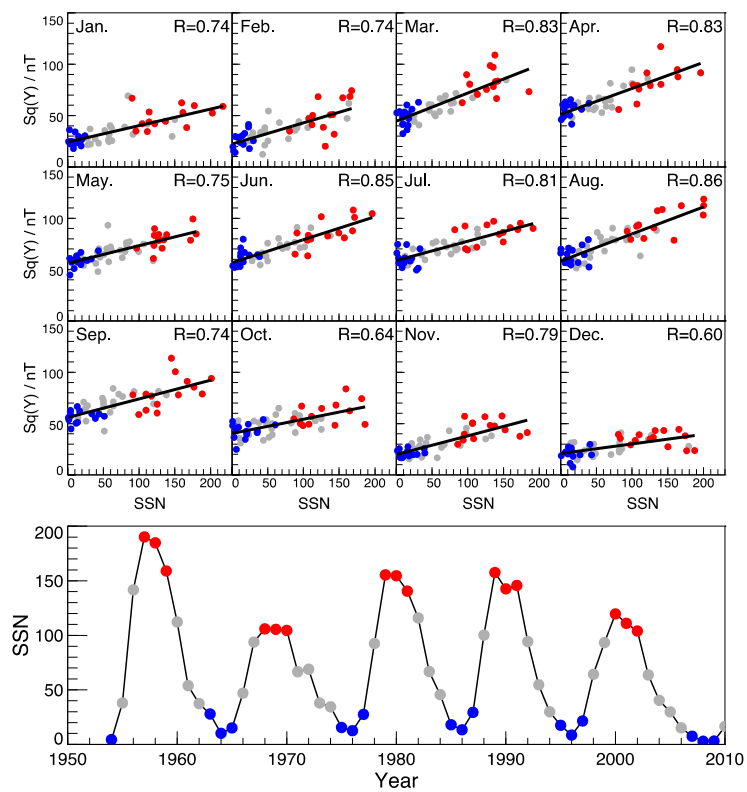 Jan. R=0.74 Feb. R=0.74 Mar. R=0.83 Apr. R=0.83
150
100
50
0
Sq(Y) / nT
May. R=0.75 Jun. R=0.85 Jul. R=0.81 Aug. R=0.86
150
100
50
0
Sq(Y) / nT
Sep. R=0.74 Oct. R=0.64 Nov. R=0.79 Dec. R=0.60
150
100
50
0
Sq(Y) / nT
0 50 100 150 200 0 50 100 150 200 0 50 100 150 200 0 50 100 150 200
SSN SSN SSN SSN
200
150
100
50
0
SSN
1950 1960 1970 1980 1990 2000 2010
Year